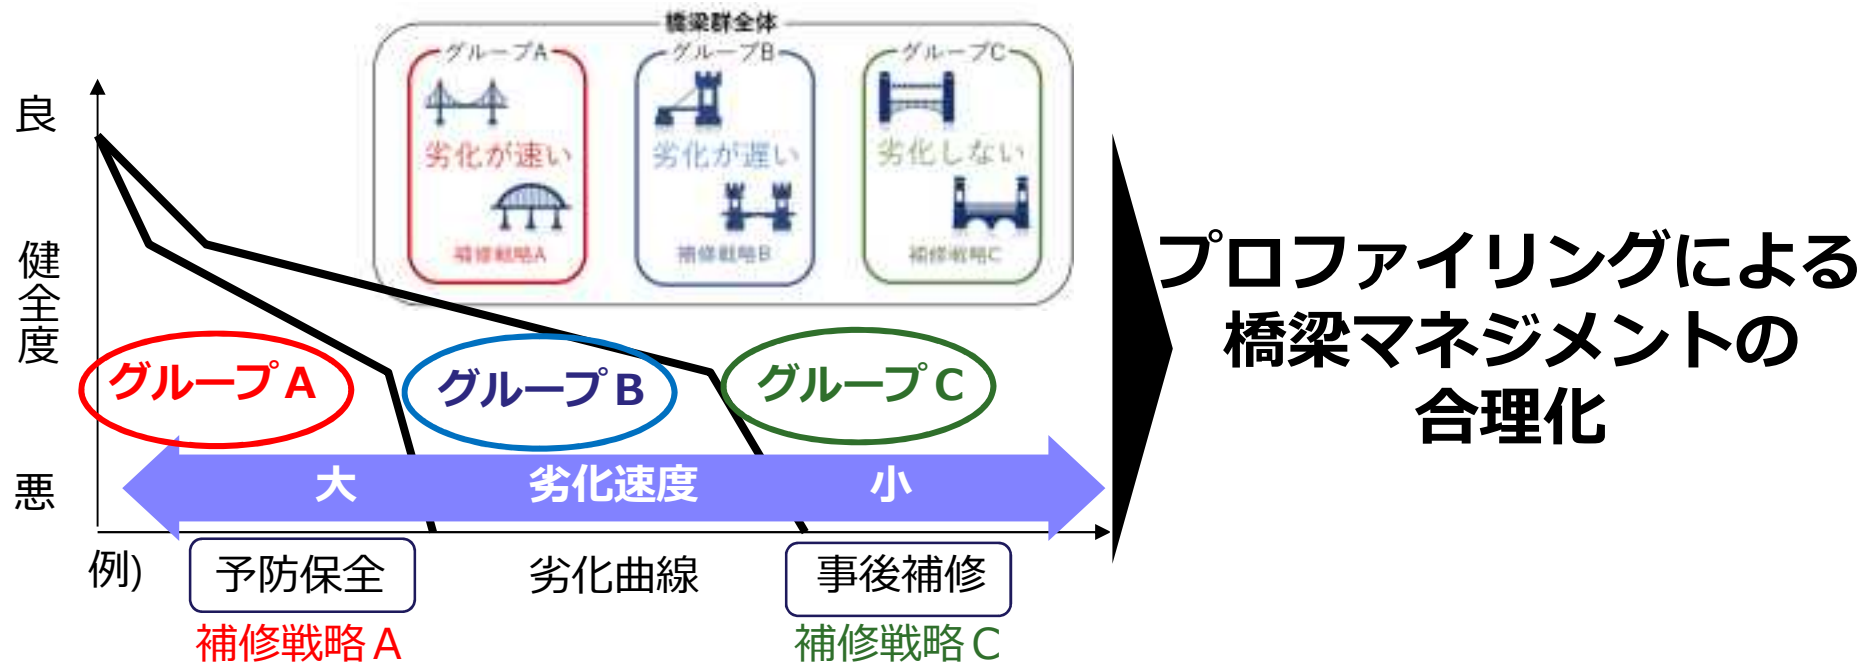 橋梁群全体
グループA
グループB
グループC
劣化が速い
劣化が遅い
劣化しない
補修戦略A
補修戦略B
補修戦略C
良
健全度
悪
グループA
グループB
グループC
大
劣化速度
小
例)
予防保全
劣化曲線
事後補修
補修戦略A
補修戦略C
プロファイリングによる
橋梁マネジメントの
合理化